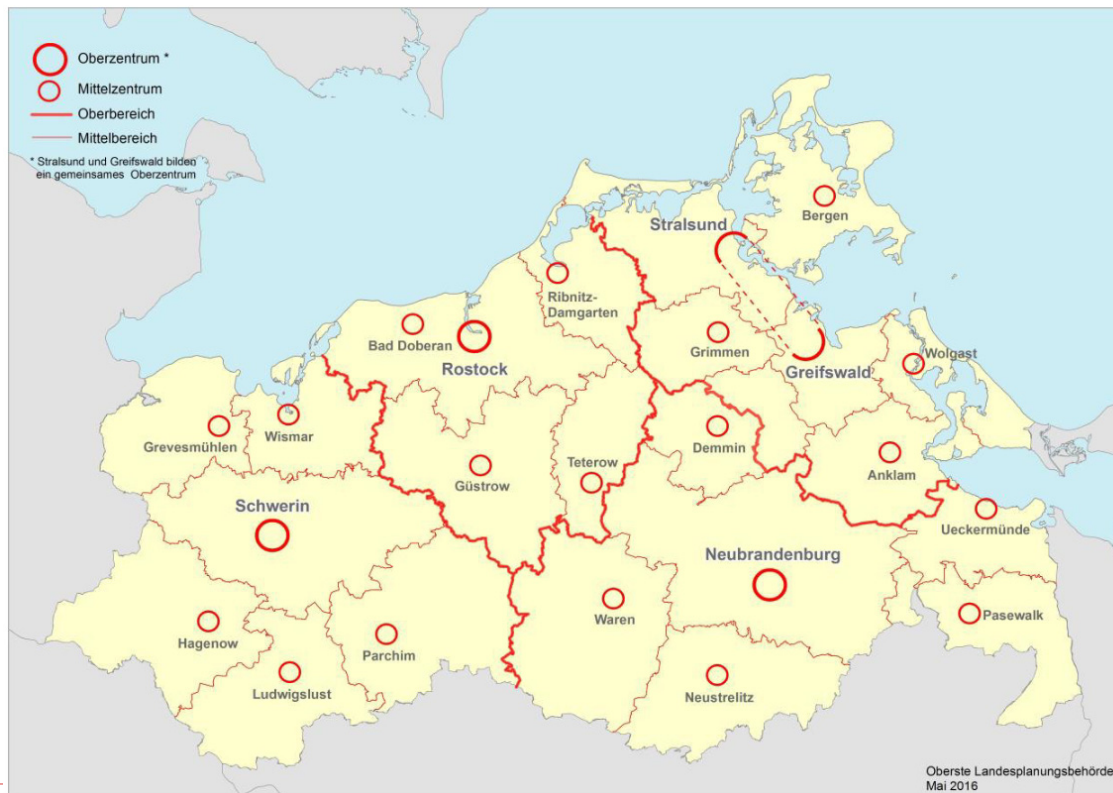 Oberzentrum *
Mittelzentrum
Oberbereich
Mittelbereich
* Stralsund und Greifswald bilden
ein gemeinsames Oberzentrum
Bergen
Stralsund
Ribnitz-
Damgarten
Bad Doberan
Rostock
Grimmen
Greifswald
Wolgast
Grevesmühlen
Wismar
Demmin
Anklam
Güstrow
Teterow
Schwerin
Ueckermünde
Neubrandenburg
Waren
Pasewalk
Hagenow
Parchim
Ludwigslust
Neustrelitz
Oberste Landesplanungsbehörde
Mai 2016